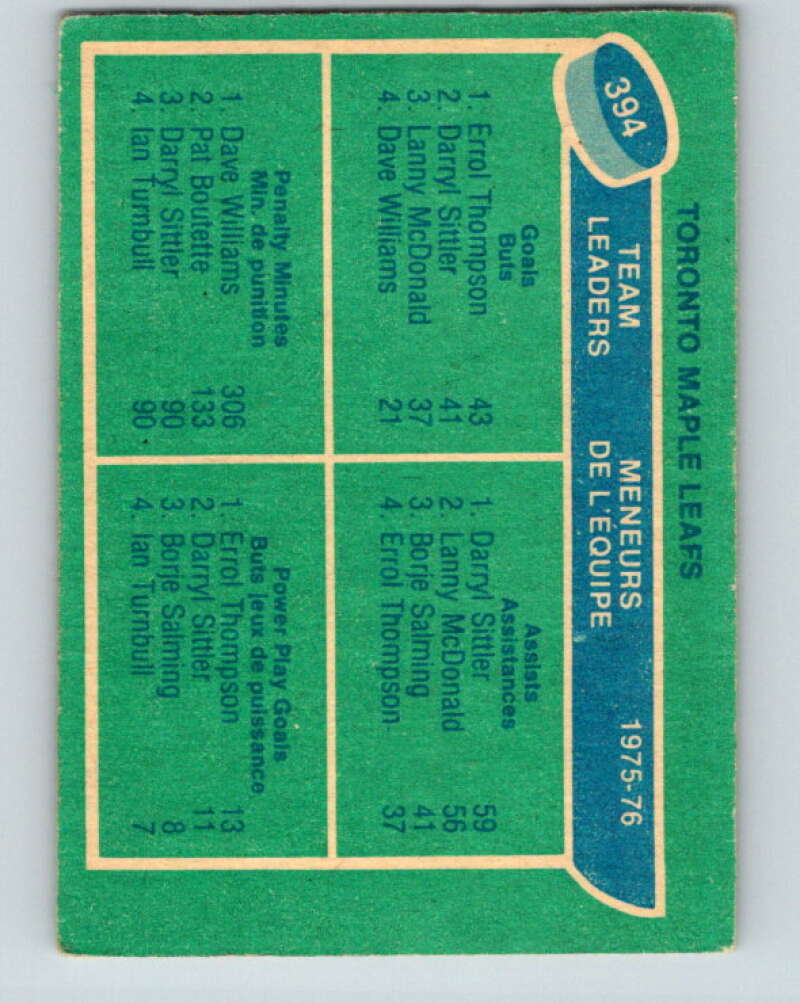 TORONTO MAPLE LEAFS
394
TEAM LEADERS
MENEURS DE L'ÉQUIPE
1975-76
Goals
Buts
1. Errol Thompson 43
2. Darryl Sittler 41
3. Lanny McDonald 37
4. Dave Williams 21
Assists
Assistances
1. Darryl Sittler 59
2. Lanny McDonald 56
3. Borje Salming 41
4. Errol Thompson 37
Penalty Minutes
Min. de punition
1. Dave Williams 306
2. Pat Boutette 133
3. Darryl Sittler 90
4. Ian Turnbull 90
Power Play Goals
Buts jeux de puissance
1. Errol Thompson 13
2. Darryl Sittler 11
3. Borje Salming 8
4. Ian Turnbull 7